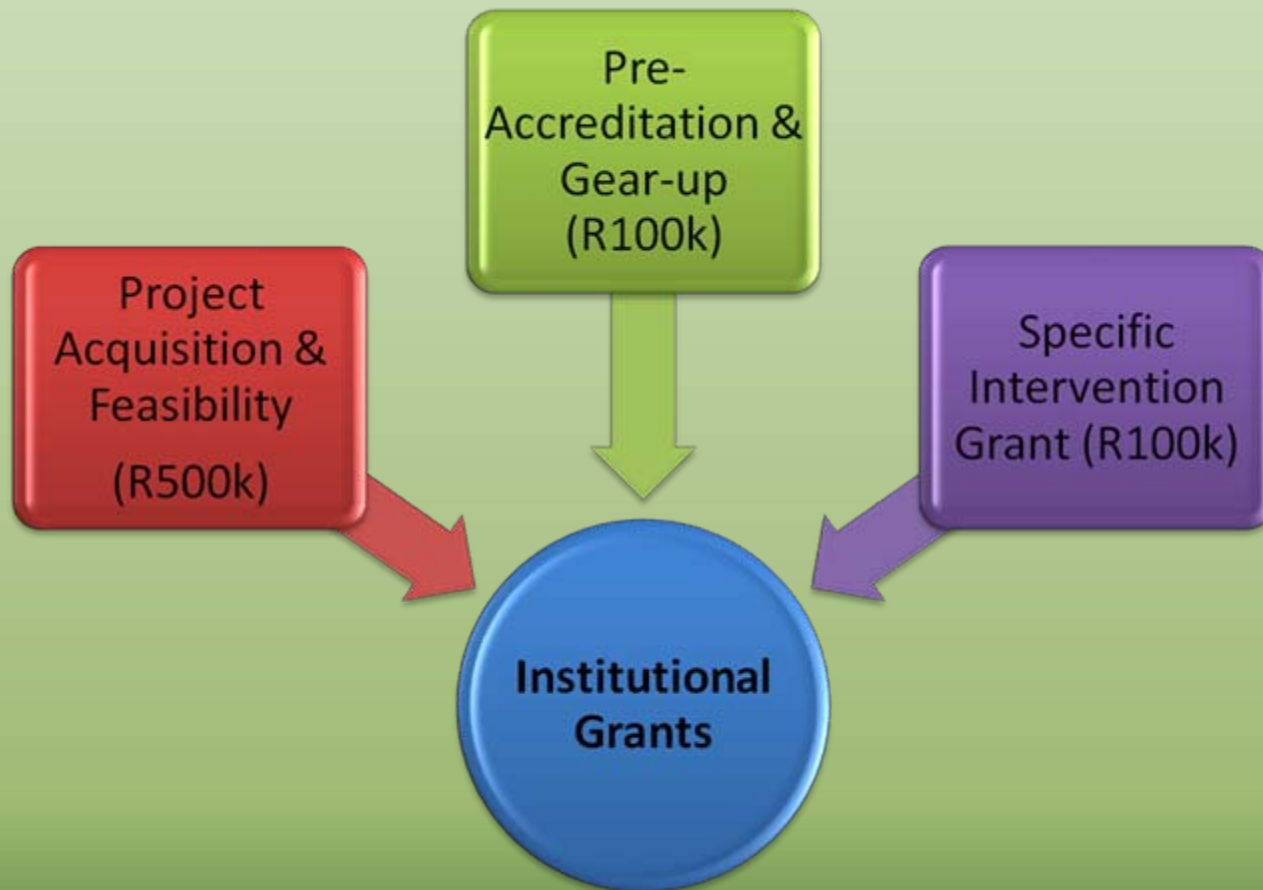 Pre-
Accreditation &
Gear-up
(R100k)
Project
Acquisition &
Feasibility
(R500k)
Specific
Intervention
Grant (R100k)
Institutional
Grants